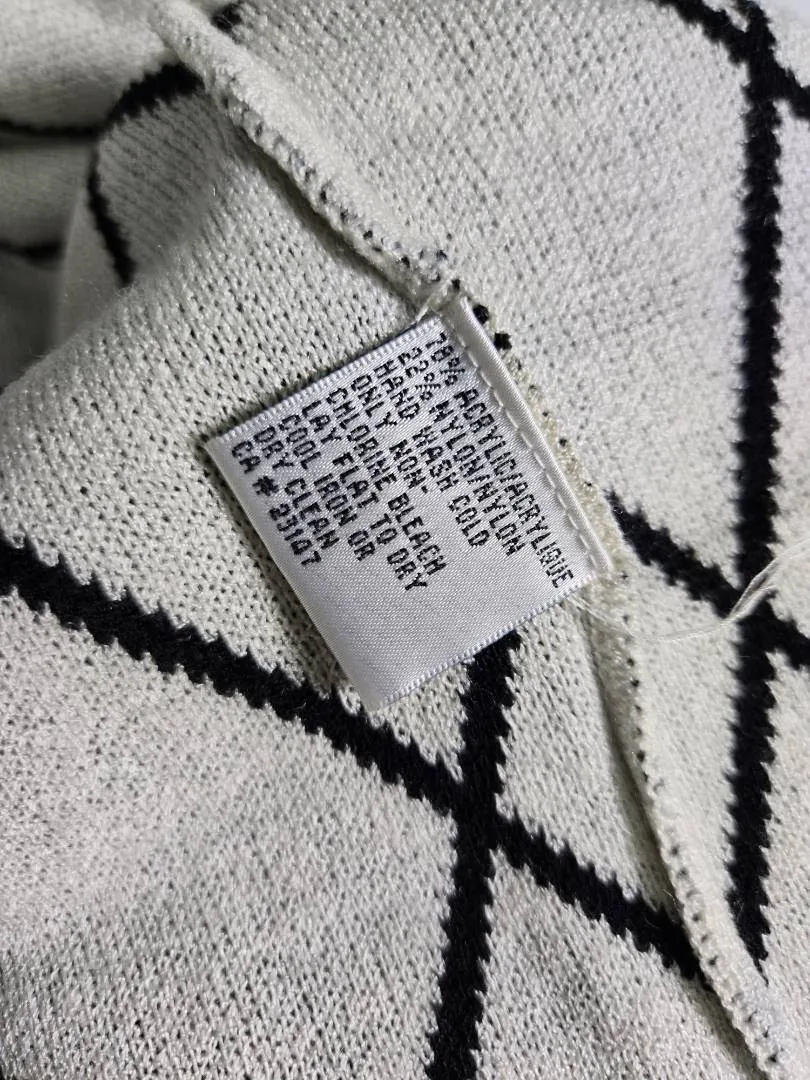 78% ACRYLIC/ACRYLIQUE
22% NYLON/NYLON
HAND WASH COLD
ONLY NON-
CHLORINE BLEACH
LAY FLAT TO DRY
COOL IRON OR
DRY CLEAN
CA # 23147